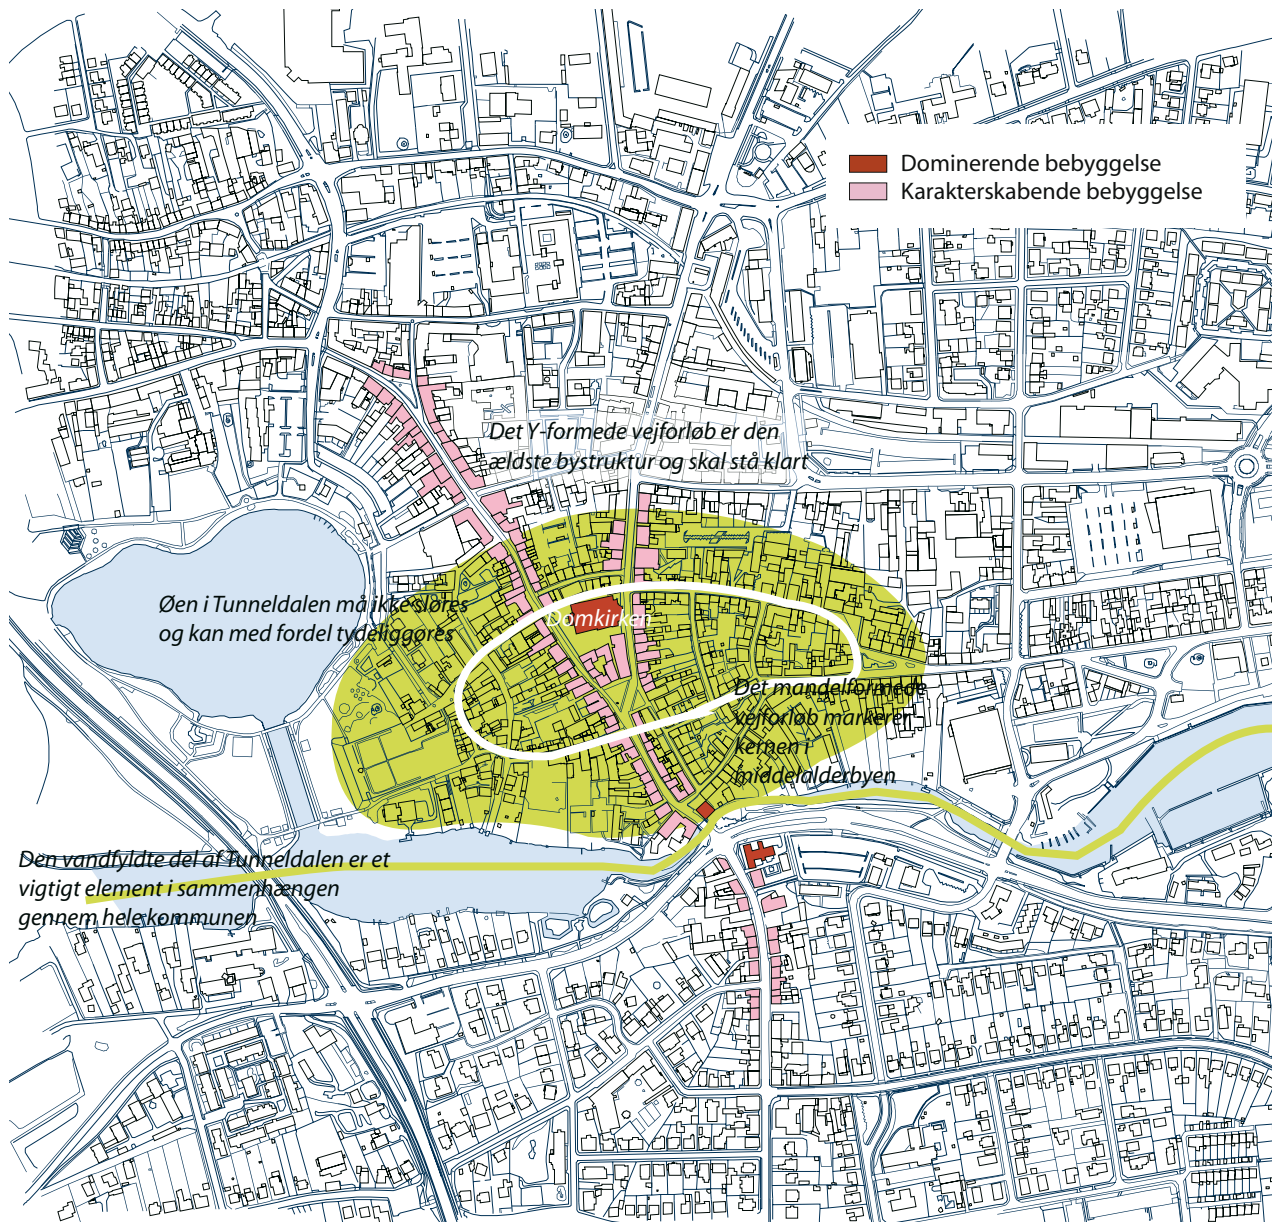 Dominerende bebyggelse
Karakterskabende bebyggelse
Det Y-formede vejforløb er den
ældste bystruktur og skal stå klart
Øen i Tunneldalen må ikke sløres
og kan med fordel tydeliggøres
Domkirken
Det mandelformede
vejforløb markerer
kernen i
middelalderbyen
Den vandfyldte del af Tunneldalen er et
vigtigt element i sammenhængen
gennem hele kommunen